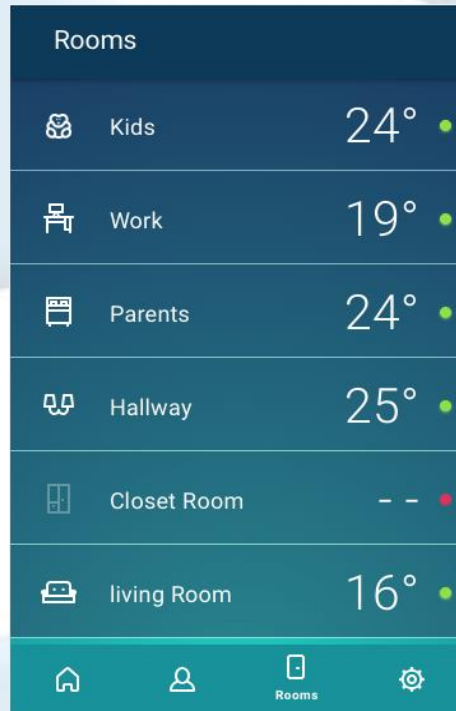 Rooms
Kids 24°
Work 19°
Parents 24°
Hallway 25°
Closet Room - -
living Room 16°
Rooms